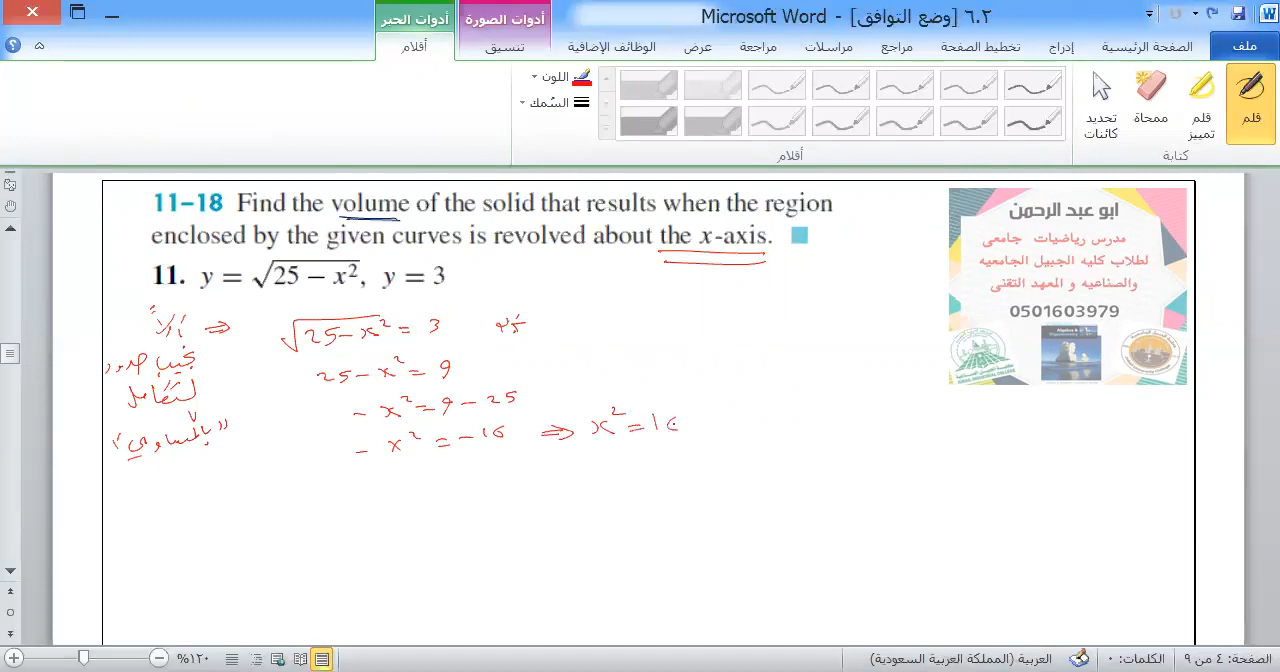 ٦.٢ [وضع التوافق] - Microsoft Word
أدوات الصورة
أدوات الحبر
ملف
الصفحة الرئيسية
إدراج
تخطيط الصفحة
مراجع
مراسلات
مراجعة
عرض
الوظائف الإضافية
تنسيق
أقلام
قلم
قلم تمييز
ممحاة
تحديد كائنات
كتابة
اللون
السُمك
أقلام
11–18 Find the volume of the solid that results when the region
enclosed by the given curves is revolved about the x-axis.
11. y = √25 − x², y = 3
ابو عبد الرحمن
مدرس رياضيات جامعى
لطلاب كليه الجبيل الجامعيه
والصناعيه و المعهد التقنى
0501603979
أولاً ⇒ √25-x² = 3
نجيب حدود
25 - x² = 9
لتكامل
- x² = 9 - 25
"بالمساوي"
- x² = -16 ⇒ x² = 16
الصفحة: ٤ من ٩
الكلمات: ٠
العربية (المملكة العربية السعودية)
١٢٠%